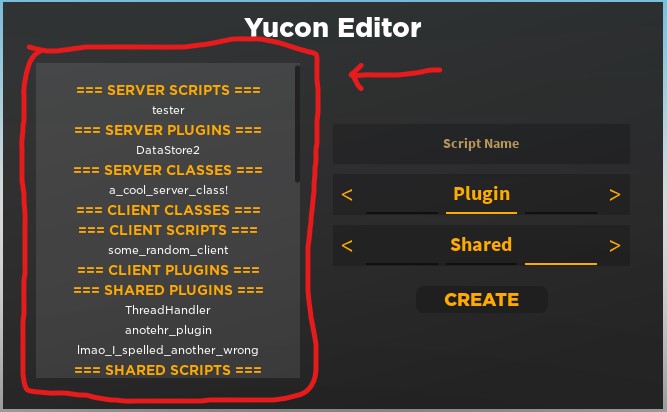 Yucon Editor
=== SERVER SCRIPTS ===
tester
=== SERVER PLUGINS ===
DataStore2
=== SERVER CLASSES ===
a_cool_server_class!
=== CLIENT CLASSES ===
=== CLIENT SCRIPTS ===
some_random_client
=== CLIENT PLUGINS ===
=== SHARED PLUGINS ===
ThreadHandler
anotehr_plugin
lmao_I_spelled_another_wrong
=== SHARED SCRIPTS ===
Script Name
< Plugin >
< Shared >
CREATE